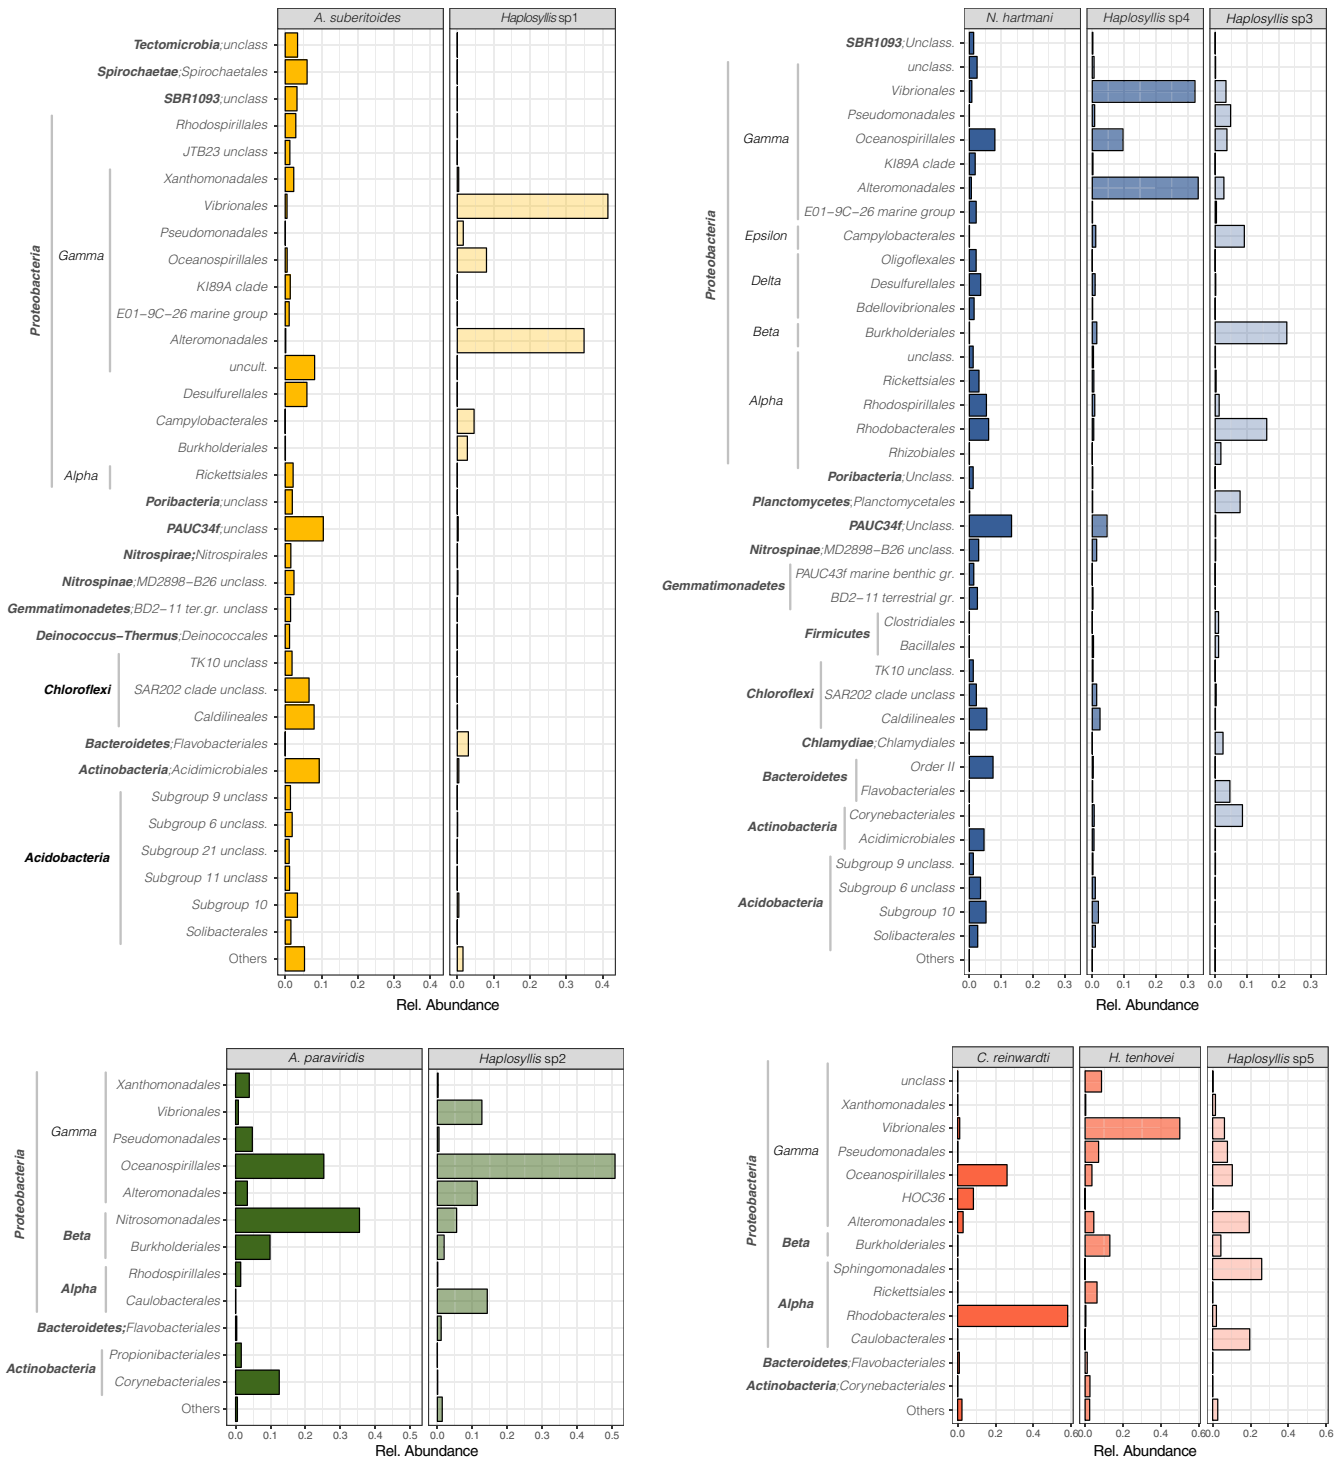 A. suberitoides
Haplosyllis sp1
Tectomicrobia;unclass
Spirochaetae;Spirochaetales
SBR1093;unclass
Rhodospirillales
JTB23 unclass
Xanthomonadales
Vibrionales
Pseudomonadales
Oceanospirillales
KI89A clade
E01−9C−26 marine group
Alteromonadales
uncult.
Desulfurellales
Campylobacterales
Burkholderiales
Rickettsiales
Poribacteria;unclass
PAUC34f;unclass
Nitrospirae;Nitrospirales
Nitrospinae;MD2898−B26 unclass.
Gemmatimonadetes;BD2−11 ter.gr. unclass
Deinococcus−Thermus;Deinococcales
TK10 unclass
SAR202 clade unclass.
Caldilineales
Bacteroidetes;Flavobacteriales
Actinobacteria;Acidimicrobiales
Subgroup 9 unclass
Subgroup 6 unclass.
Subgroup 21 unclass.
Subgroup 11 unclass
Subgroup 10
Solibacterales
Others
Proteobacteria
Gamma
Alpha
Chloroflexi
Acidobacteria
0.0 0.1 0.2 0.3 0.4
0.0 0.1 0.2 0.3 0.4
Rel. Abundance
N. hartmani
Haplosyllis sp4
Haplosyllis sp3
SBR1093;Unclass.
unclass.
Vibrionales
Pseudomonadales
Oceanospirillales
KI89A clade
Alteromonadales
E01−9C−26 marine group
Campylobacterales
Oligoflexales
Desulfurellales
Bdellovibrionales
Burkholderiales
unclass.
Rickettsiales
Rhodospirillales
Rhodobacterales
Rhizobiales
Poribacteria;Unclass.
Planctomycetes;Planctomycetales
PAUC34f;Unclass.
Nitrospinae;MD2898−B26 unclass.
PAUC43f marine benthic gr.
BD2−11 terrestrial gr.
Clostridiales
Bacillales
TK10 unclass.
SAR202 clade unclass
Caldilineales
Chlamydiae;Chlamydiales
Order II
Flavobacteriales
Corynebacteriales
Acidimicrobiales
Subgroup 9 unclass.
Subgroup 6 unclass
Subgroup 10
Solibacterales
Others
Proteobacteria
Gamma
Epsilon
Delta
Beta
Alpha
Gemmatimonadetes
Firmicutes
Chloroflexi
Bacteroidetes
Actinobacteria
Acidobacteria
0.0 0.1 0.2 0.3
0.0 0.1 0.2 0.3
0.0 0.1 0.2 0.3
Rel. Abundance
A. paraviridis
Haplosyllis sp2
Xanthomonadales
Vibrionales
Pseudomonadales
Oceanospirillales
Alteromonadales
Nitrosomonadales
Burkholderiales
Rhodospirillales
Caulobacterales
Bacteroidetes;Flavobacteriales
Propionibacteriales
Corynebacteriales
Others
Proteobacteria
Gamma
Beta
Alpha
Actinobacteria
0.0 0.1 0.2 0.3 0.4 0.5
0.0 0.1 0.2 0.3 0.4 0.5
Rel. Abundance
C. reinwardti
H. tenhovei
Haplosyllis sp5
unclass
Xanthomonadales
Vibrionales
Pseudomonadales
Oceanospirillales
HOC36
Alteromonadales
Burkholderiales
Sphingomonadales
Rickettsiales
Rhodobacterales
Caulobacterales
Bacteroidetes;Flavobacteriales
Actinobacteria;Corynebacteriales
Others
Proteobacteria
Gamma
Beta
Alpha
0.0 0.2 0.4 0.6
0.0 0.2 0.4 0.6
0.0 0.2 0.4 0.6
Rel. Abundance